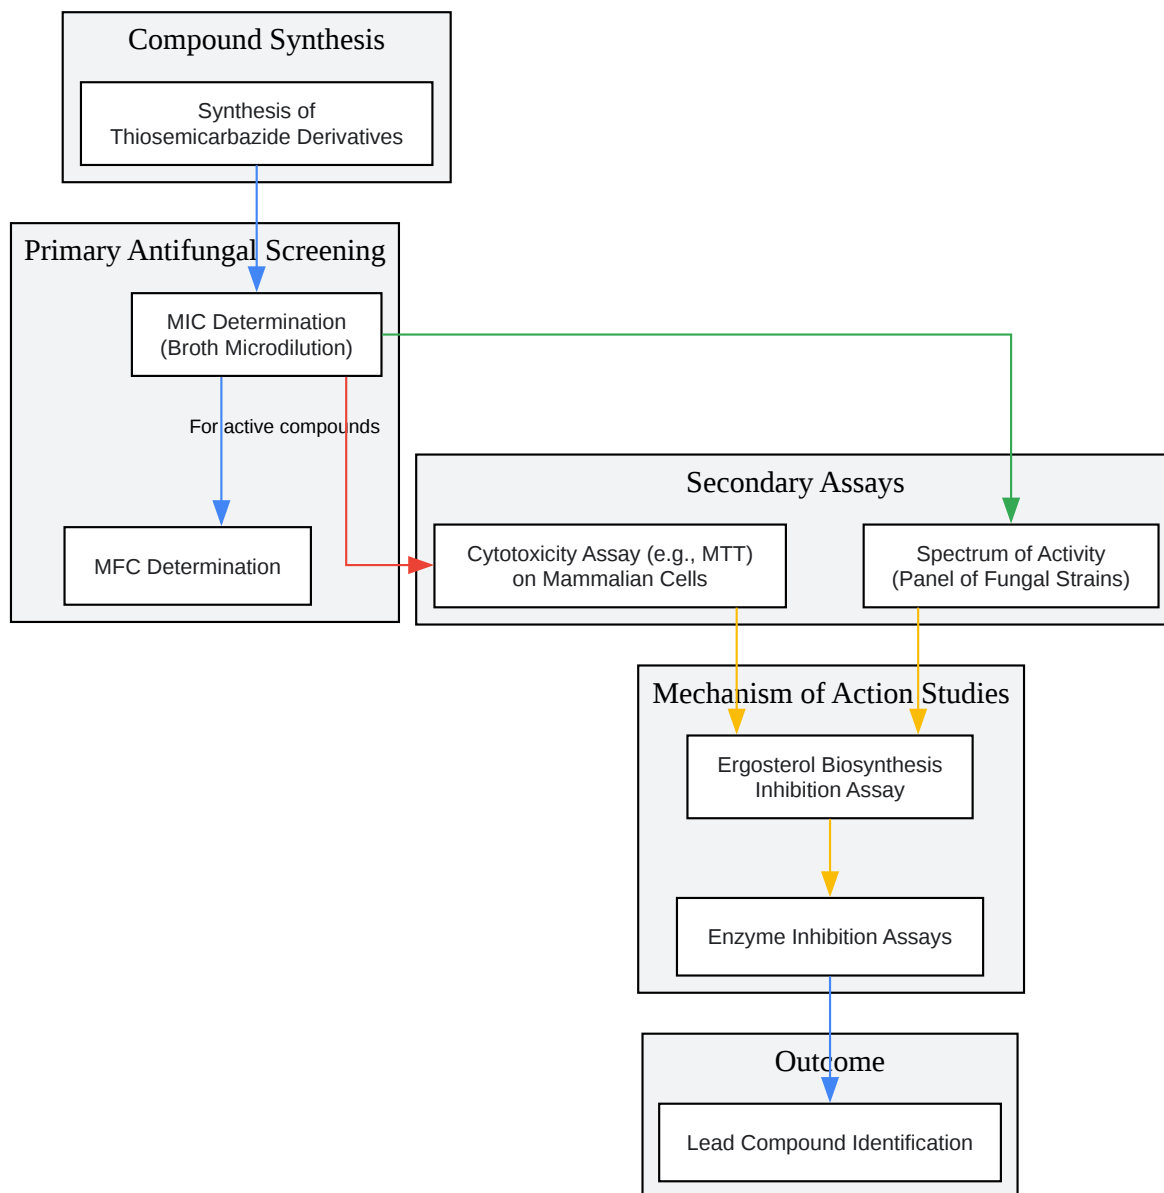 Compound Synthesis
Synthesis of
Thiosemicarbazide Derivatives
Primary Antifungal Screening
MIC Determination
(Broth Microdilution)
For active compounds
MFC Determination
Secondary Assays
Cytotoxicity Assay (e.g., MTT)
on Mammalian Cells
Spectrum of Activity
(Panel of Fungal Strains)
Mechanism of Action Studies
Ergosterol Biosynthesis
Inhibition Assay
Enzyme Inhibition Assays
Outcome
Lead Compound Identification